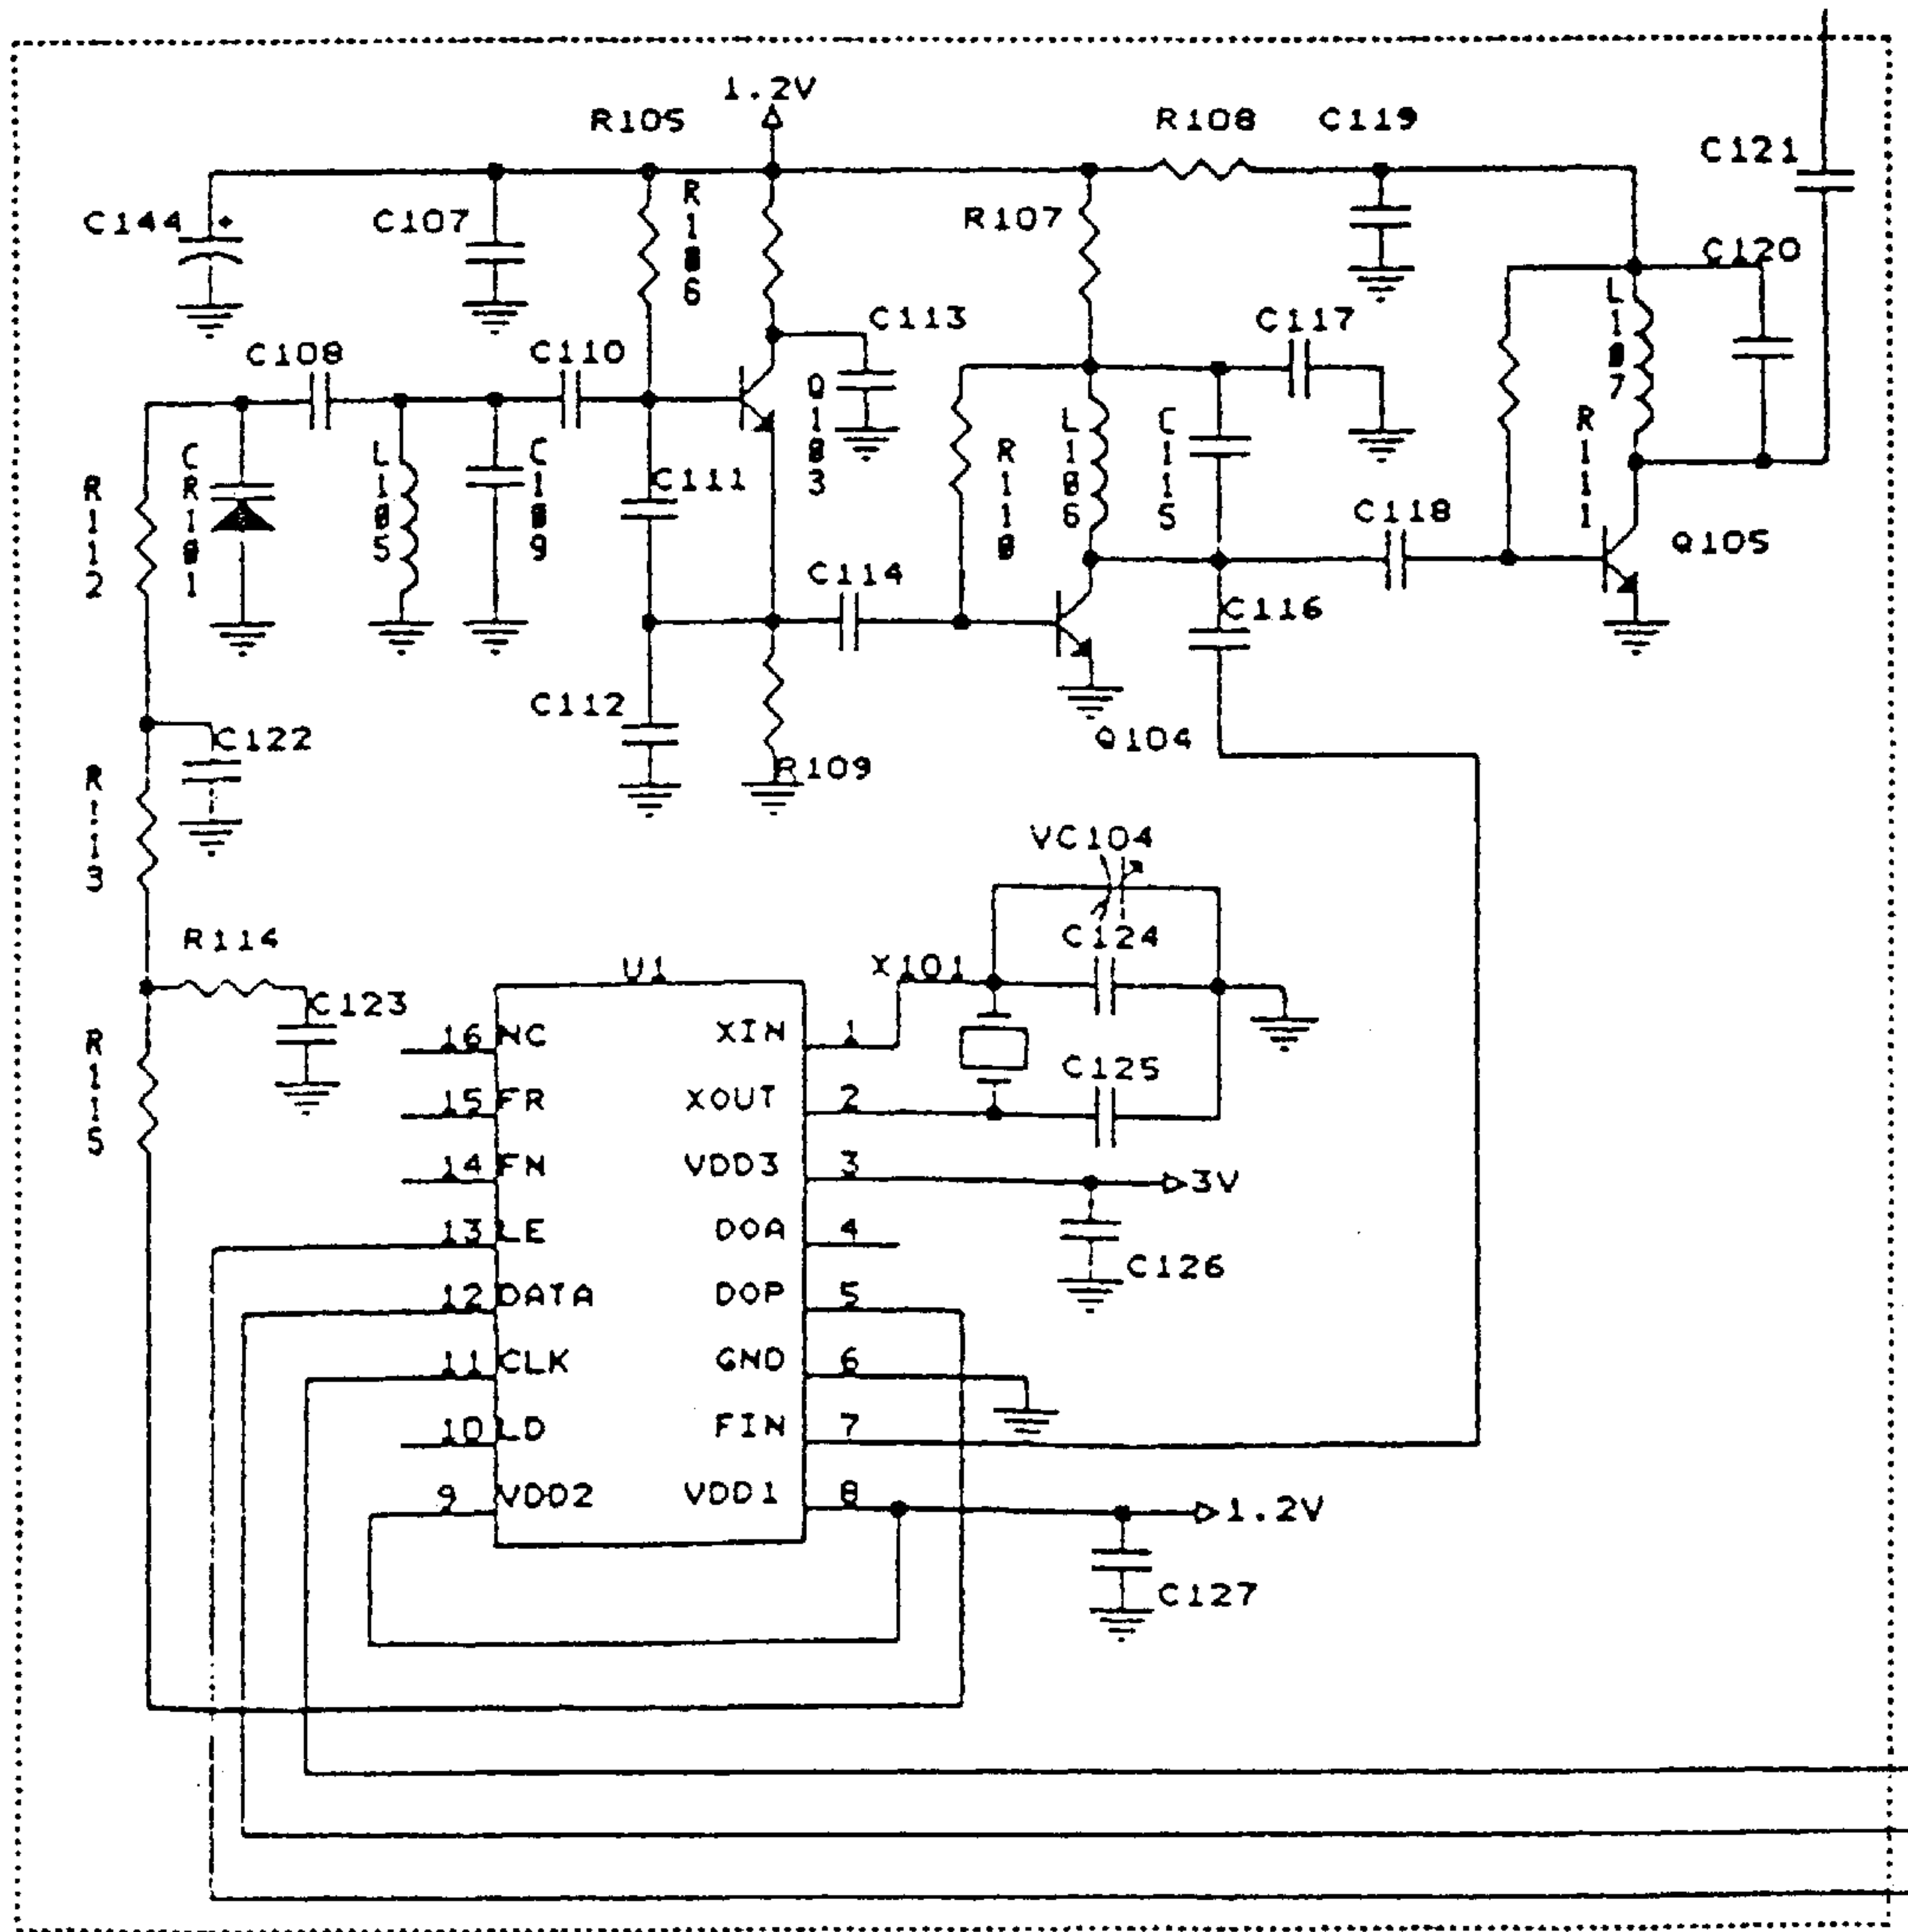 1.2V
R105
R108
C119
C121
C144
+
C107
R106
R107
C120
C113
C117
L107
C108
C110
Q103
R112
CR101
L105
C109
C111
R110
L106
C115
R111
C118
Q105
C114
C116
C112
Q104
C122
R109
R113
VC104
R114
C124
U1
X101
C123
16 NC
XIN 1
R115
C125
15 FR
XOUT 2
14 FN
VDD3 3
3V
13 LE
DOA 4
C126
12 DATA
DOP 5
11 CLK
GND 6
10 LD
FIN 7
9 VDD2
VDD1 8
1.2V
C127